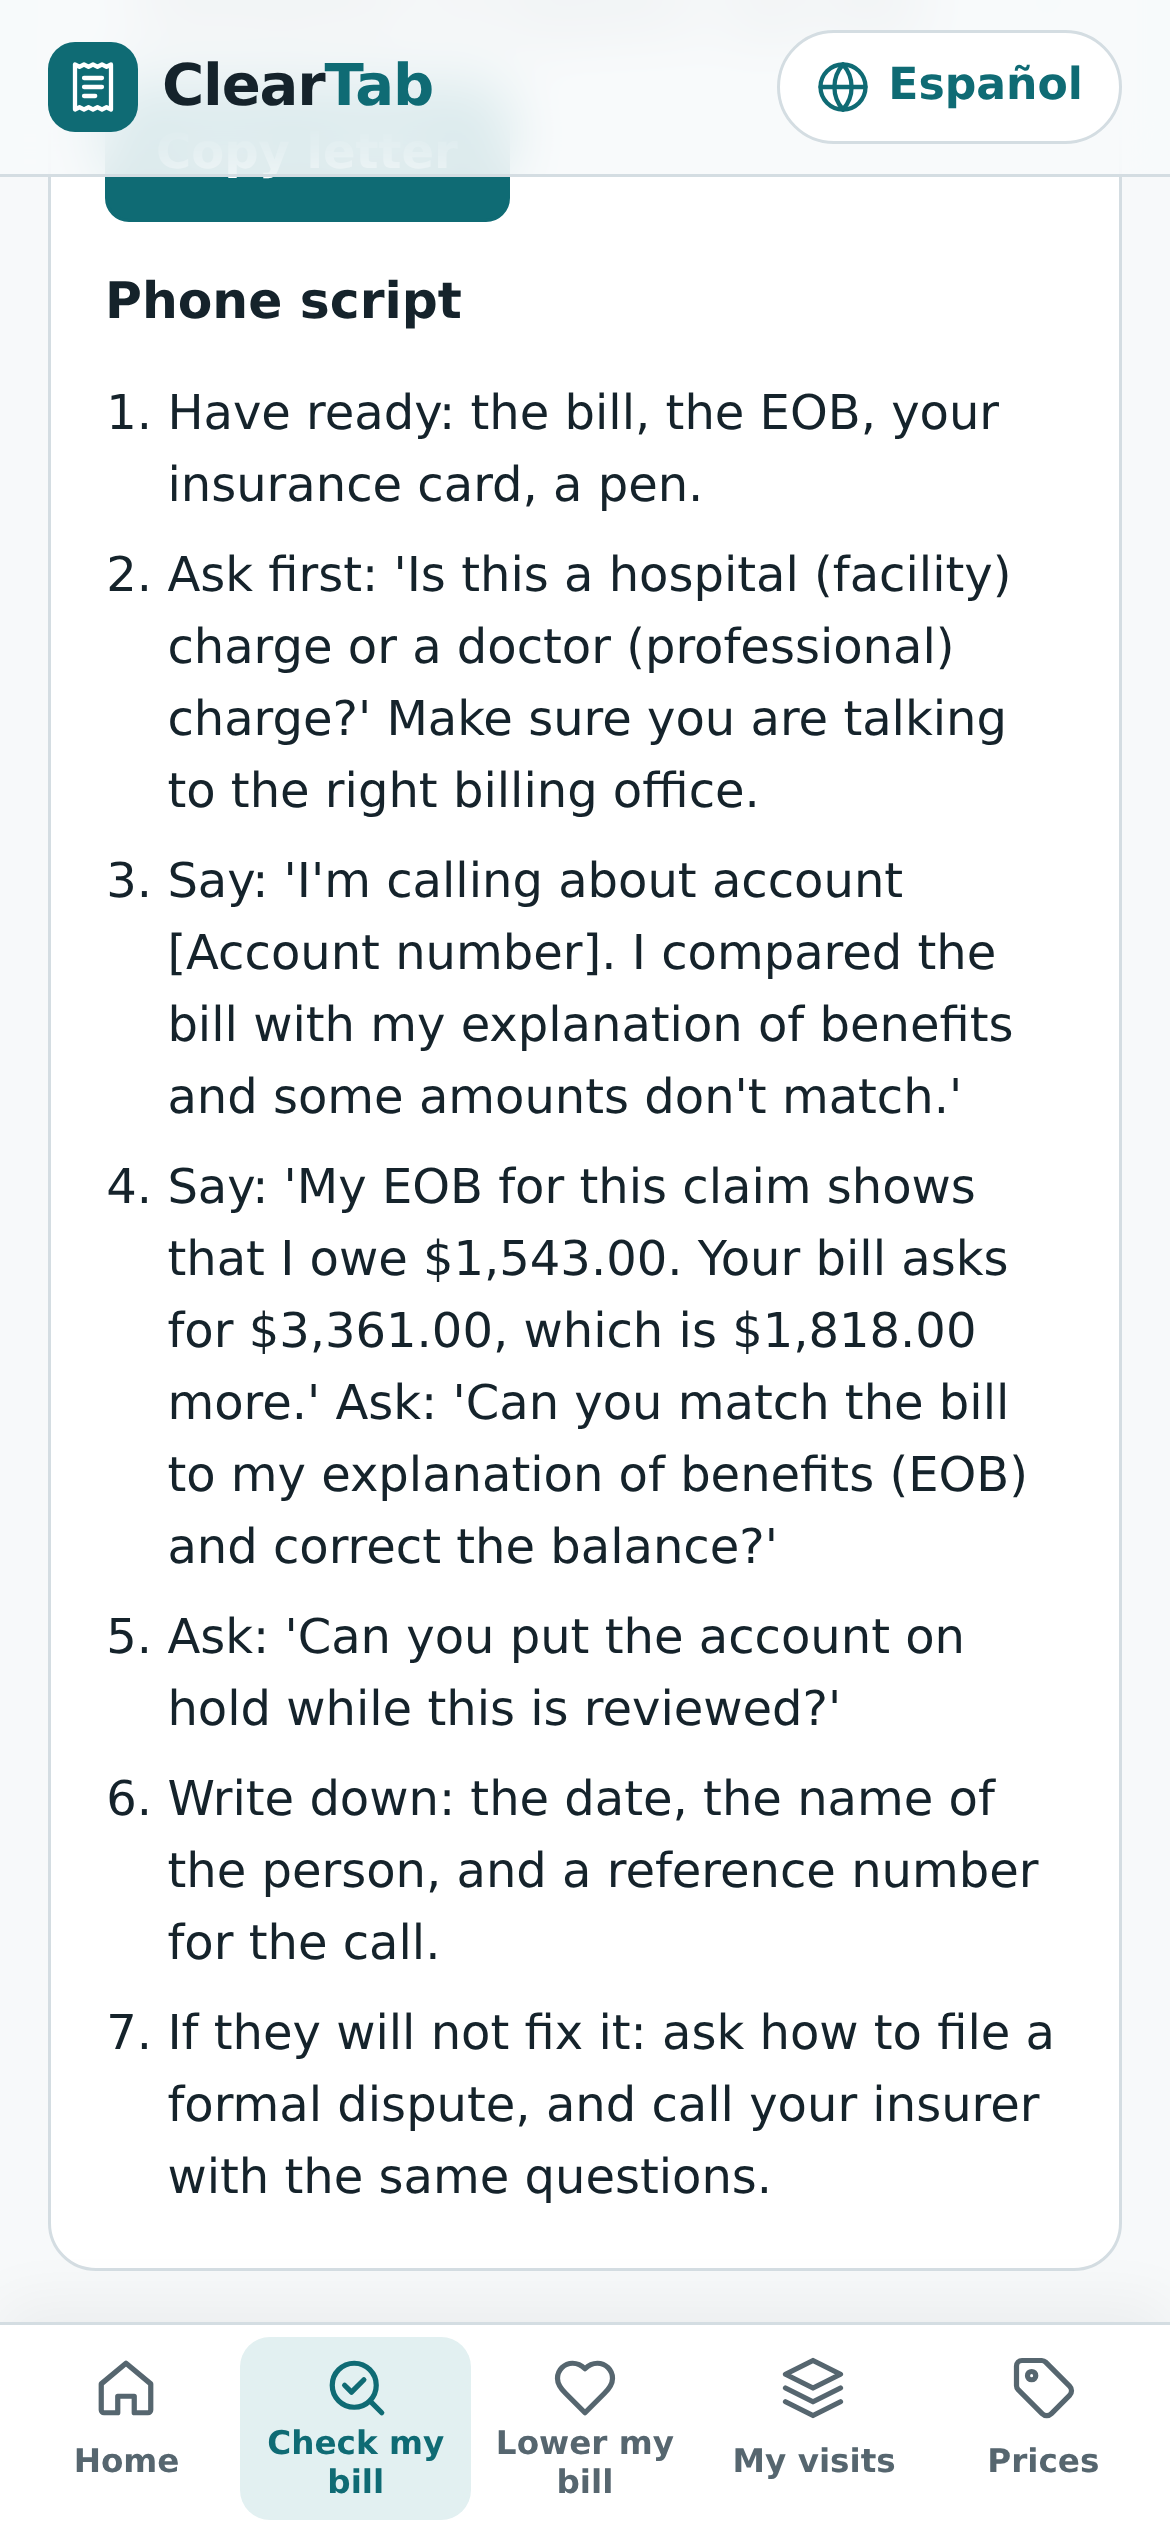 ClearTab
Español
Copy letter
Phone script
1. Have ready: the bill, the EOB, your
insurance card, a pen.
2. Ask first: 'Is this a hospital (facility)
charge or a doctor (professional)
charge?' Make sure you are talking
to the right billing office.
3. Say: 'I'm calling about account
[Account number]. I compared the
bill with my explanation of benefits
and some amounts don't match.'
4. Say: 'My EOB for this claim shows
that I owe $1,543.00. Your bill asks
for $3,361.00, which is $1,818.00
more.' Ask: 'Can you match the bill
to my explanation of benefits (EOB)
and correct the balance?'
5. Ask: 'Can you put the account on
hold while this is reviewed?'
6. Write down: the date, the name of
the person, and a reference number
for the call.
7. If they will not fix it: ask how to file a
formal dispute, and call your insurer
with the same questions.
Home
Check my
bill
Lower my
bill
My visits
Prices